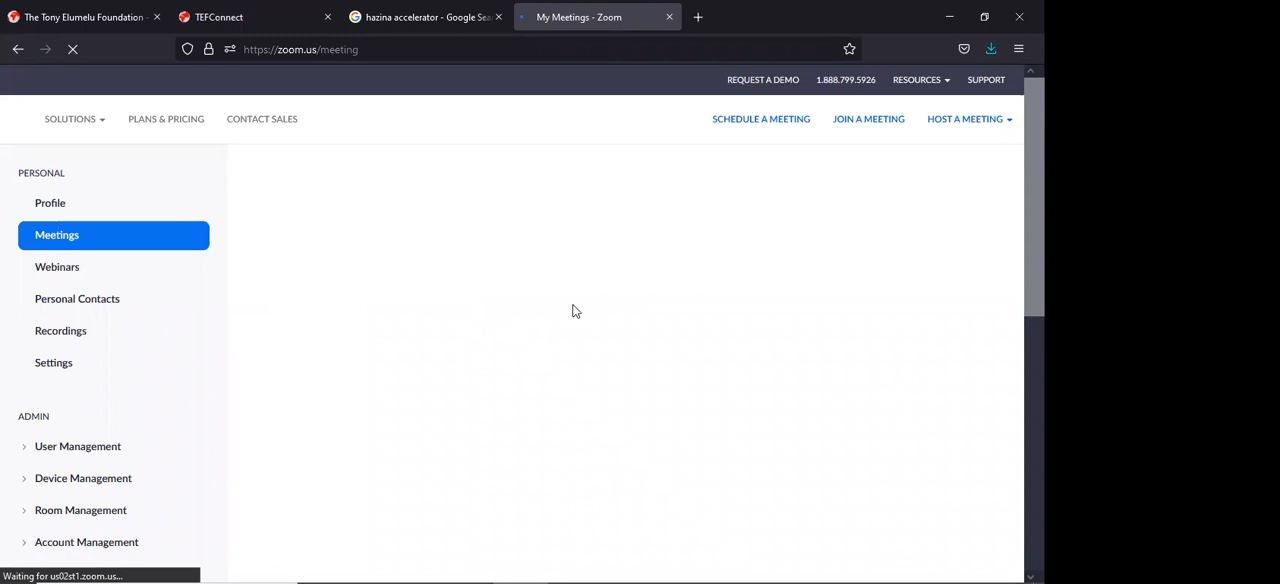 The Tony Elumelu Foundation -
TEFConnect
hazina accelerator - Google Sea
My Meetings - Zoom
https://zoom.us/meeting
REQUEST A DEMO 1.888.799.5926 RESOURCES SUPPORT
SOLUTIONS PLANS & PRICING CONTACT SALES SCHEDULE A MEETING JOIN A MEETING HOST A MEETING
PERSONAL
Profile
Meetings
Webinars
Personal Contacts
Recordings
Settings
ADMIN
User Management
Device Management
Room Management
Account Management
Waiting for us02st1.zoom.us...